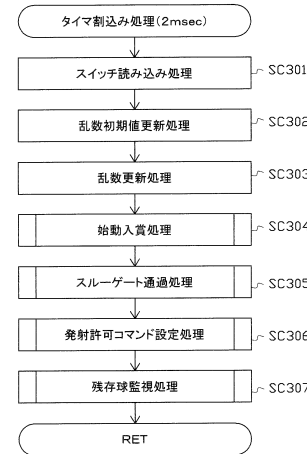 タイマ割込み処理(2msec)
スイッチ読み込み処理
SC301
乱数初期値更新処理
SC302
乱数更新処理
SC303
始動入賞処理
SC304
スルーゲート通過処理
SC305
発射許可コマンド設定処理
SC306
残存球監視処理
SC307
RET